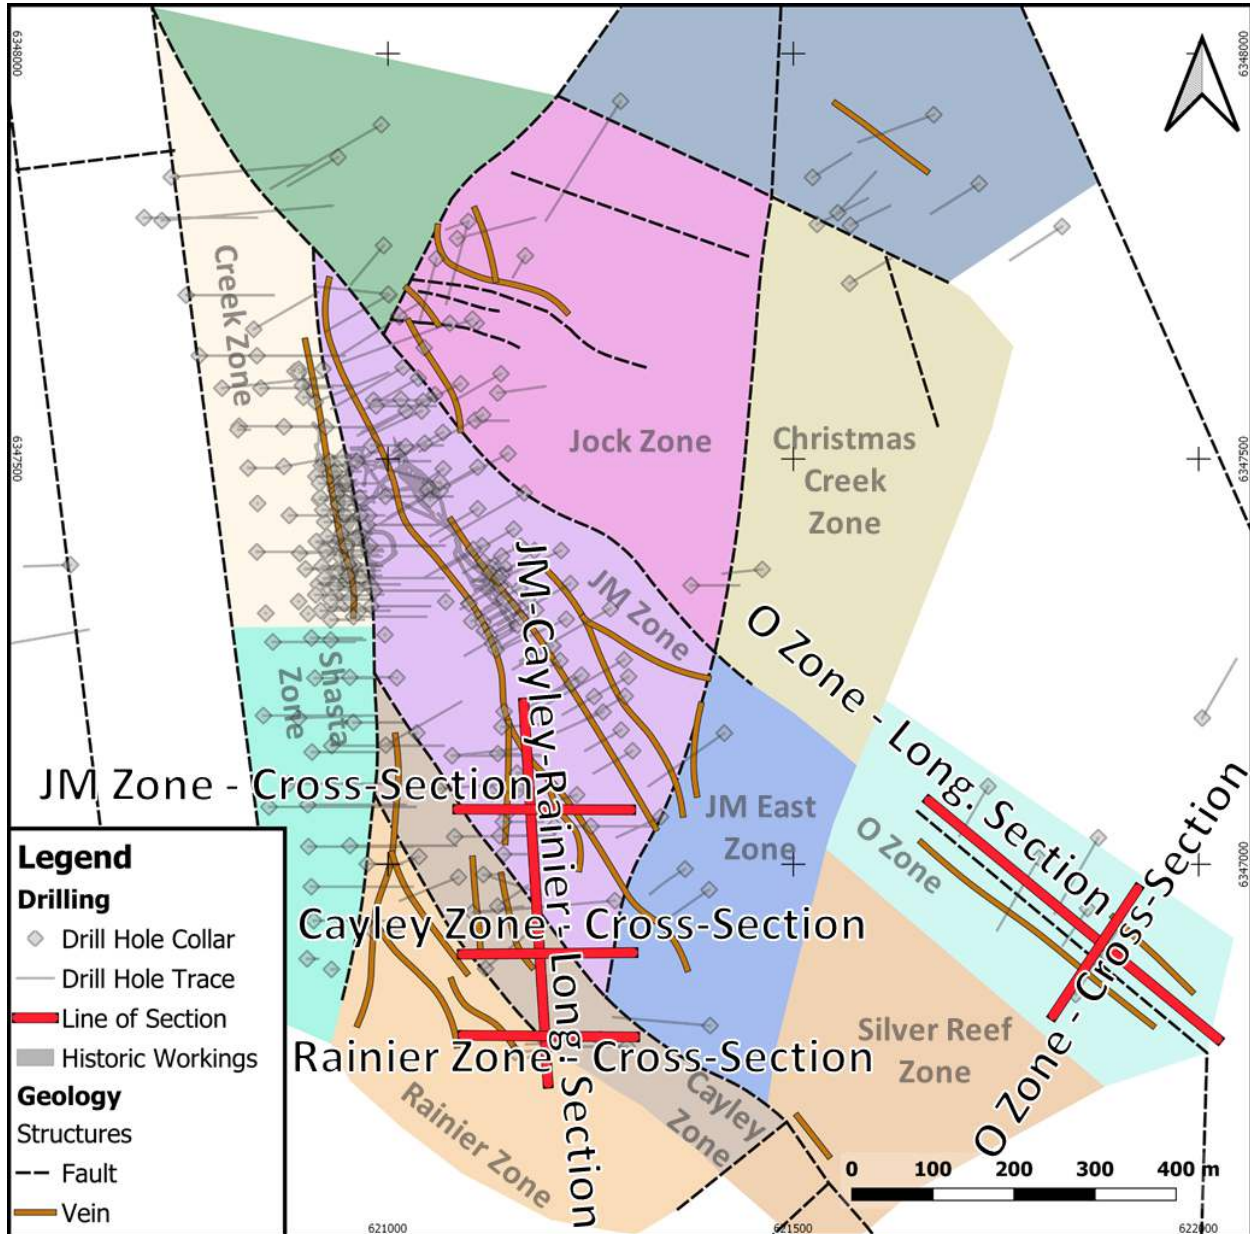 6348000
6348000
Creek Zone
Jock Zone
Christmas
Creek
Zone
6347500
6347500
JM Zone
JM-Cayley-Rainier - Long. Section
O Zone - Long. Section
Shasta
Zone
JM Zone - Cross-Section
JM East
Zone
O Zone
O Zone - Cross-Section
6347000
Cayley Zone - Cross-Section
Silver Reef
Zone
Rainier Zone - Cross-Section
Cayley
Zone
Rainier Zone
Legend
Drilling
Drill Hole Collar
Drill Hole Trace
Line of Section
Historic Workings
Geology
Structures
Fault
Vein
0 100 200 300 400 m
621000
621500
622000